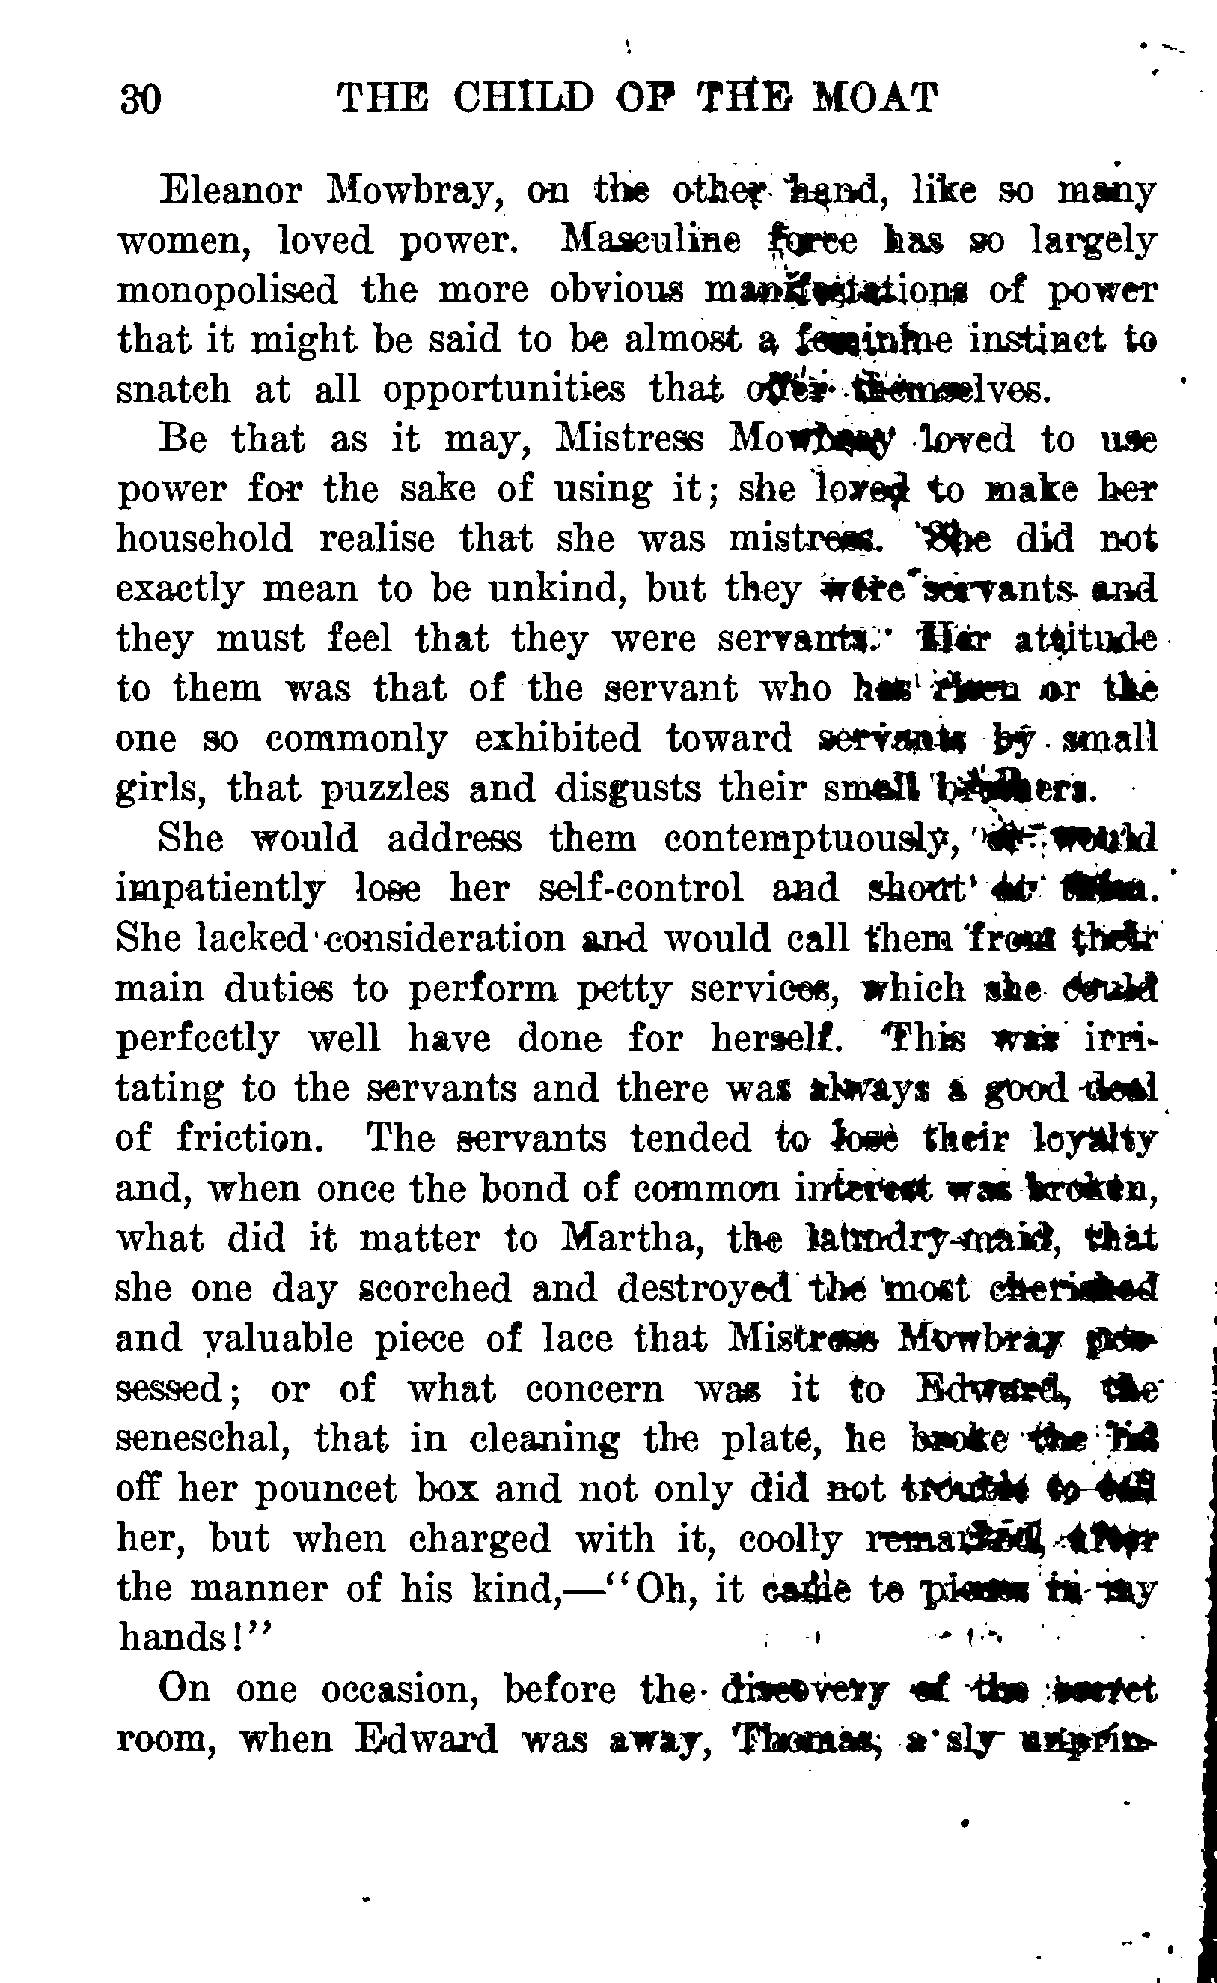 30 THE CHILD OF THE MOAT
Eleanor Mowbray, on the other hand, like so many
women, loved power. Masculine force has so largely
monopolised the more obvious manifestations of power
that it might be said to be almost a feminine instinct to
snatch at all opportunities that offer themselves.
Be that as it may, Mistress Mowbray loved to use
power for the sake of using it; she loved to make her
household realise that she was mistress. She did not
exactly mean to be unkind, but they were servants and
they must feel that they were servants. Her attitude
to them was that of the servant who has risen or the
one so commonly exhibited toward servants by small
girls, that puzzles and disgusts their small brothers.
She would address them contemptuously, or would
impatiently lose her self-control and shout at them.
She lacked consideration and would call them from their
main duties to perform petty services, which she could
perfectly well have done for herself. This was irri-
tating to the servants and there was always a good deal
of friction. The servants tended to lose their loyalty
and, when once the bond of common interest was broken,
what did it matter to Martha, the laundry-maid, that
she one day scorched and destroyed the most cherished
and valuable piece of lace that Mistress Mowbray pos-
sessed; or of what concern was it to Edward, the
seneschal, that in cleaning the plate, he broke the lid
off her pouncet box and not only did not trouble to tell
her, but when charged with it, coolly remarked, after
the manner of his kind,—“Oh, it came to pieces in my
hands!”
On one occasion, before the discovery of the secret
room, when Edward was away, Thomas, a sly unprin-